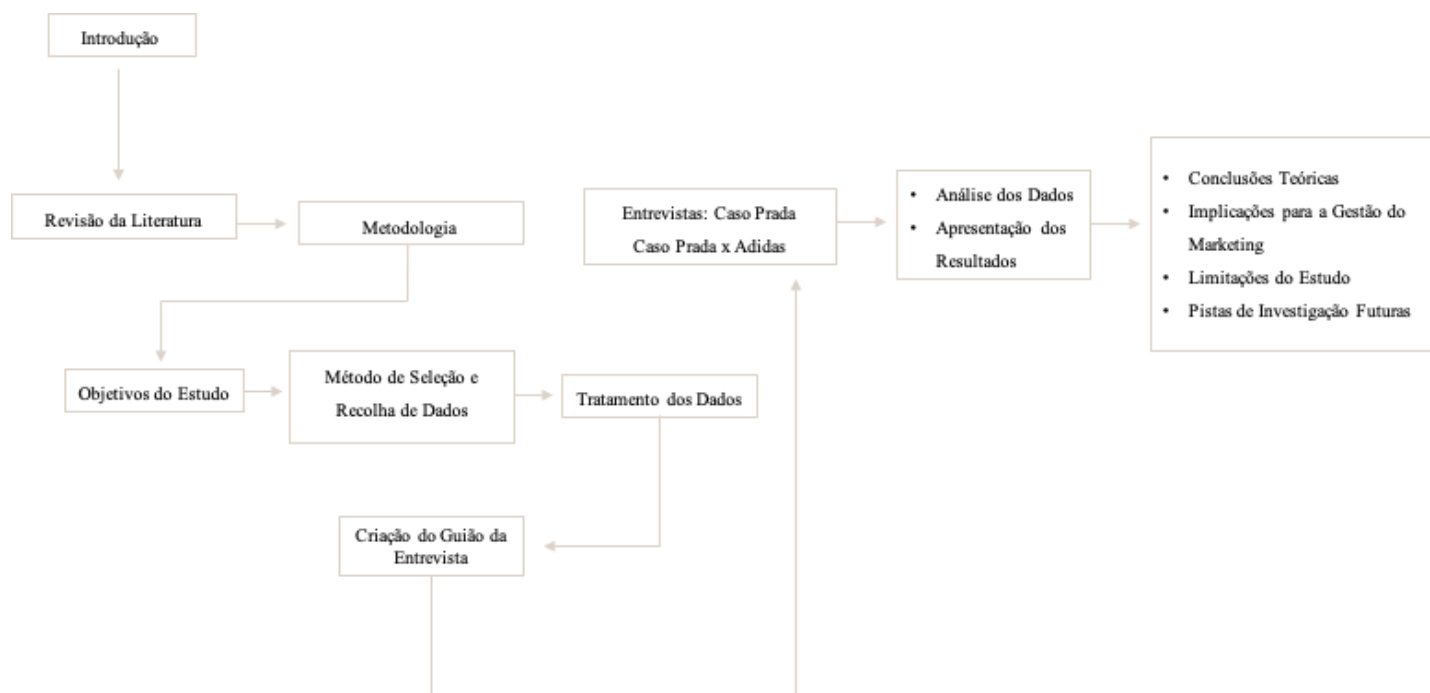 Introdução
Revisão da Literatura
Metodologia
Objetivos do Estudo
Método de Seleção e
Recolha de Dados
Tratamento dos Dados
Criação do Guião da
Entrevista
Entrevistas: Caso Prada
Caso Prada x Adidas
• Análise dos Dados
• Apresentação dos
Resultados
• Conclusões Teóricas
• Implicações para a Gestão do
Marketing
• Limitações do Estudo
• Pistas de Investigação Futuras